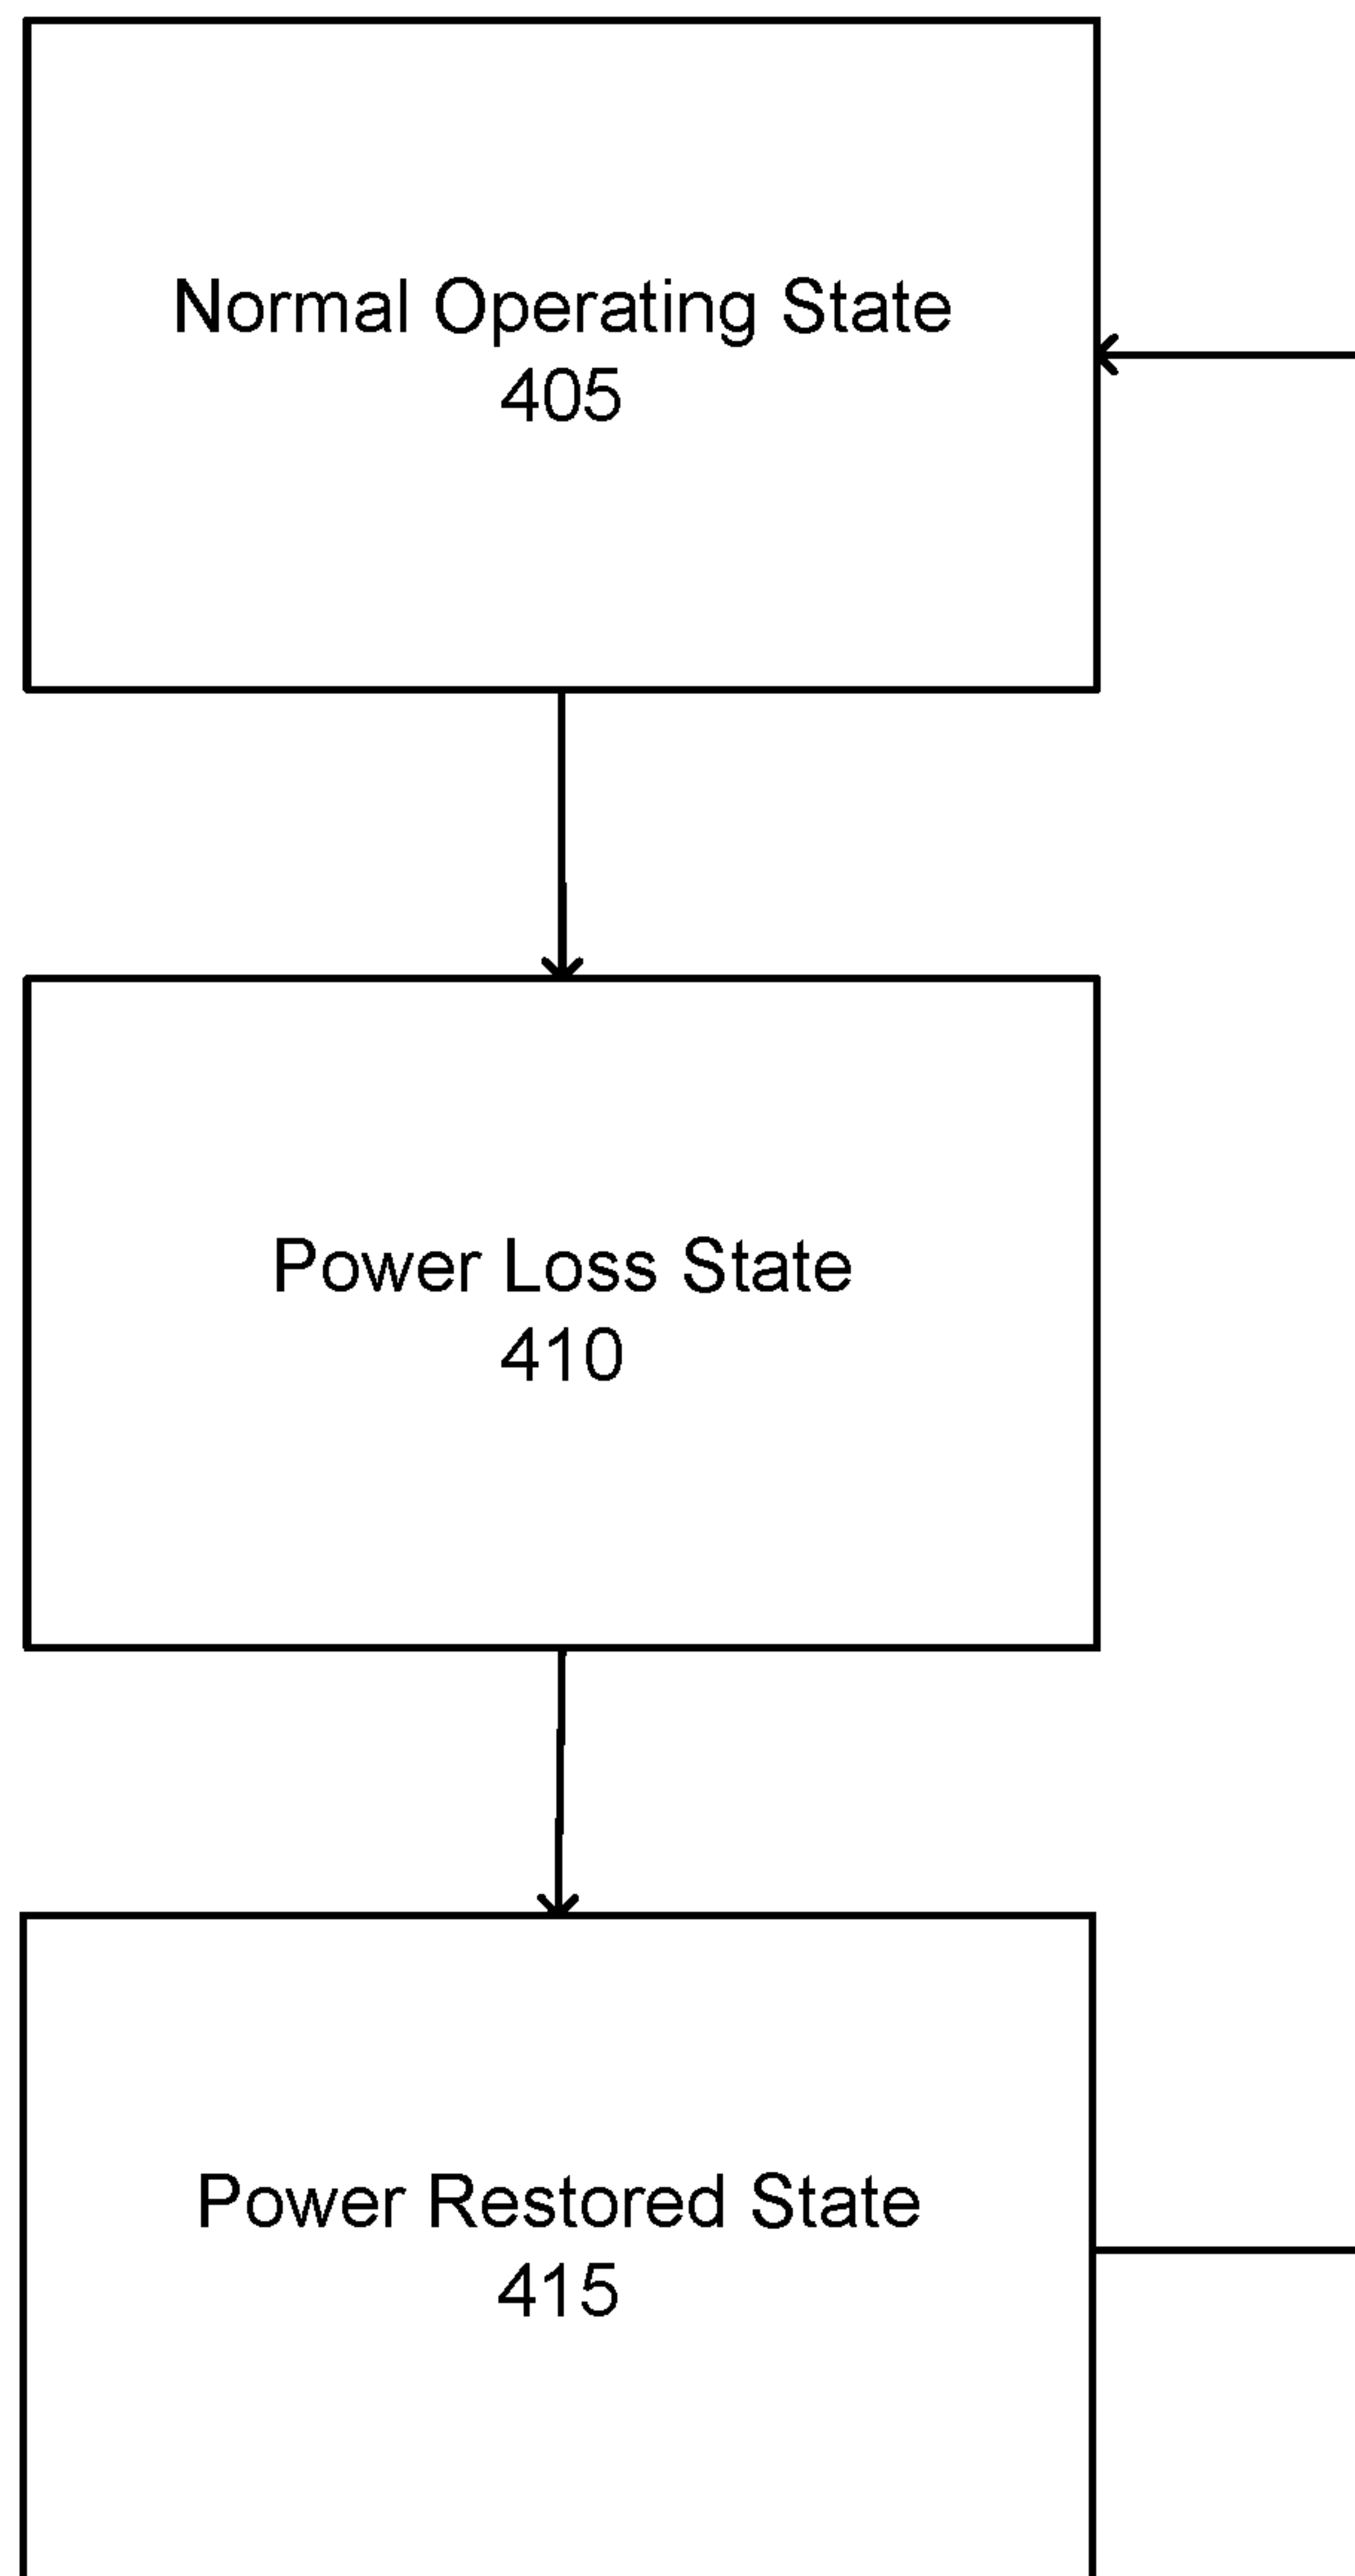 Normal Operating State
405
Power Loss State
410
Power Restored State
415